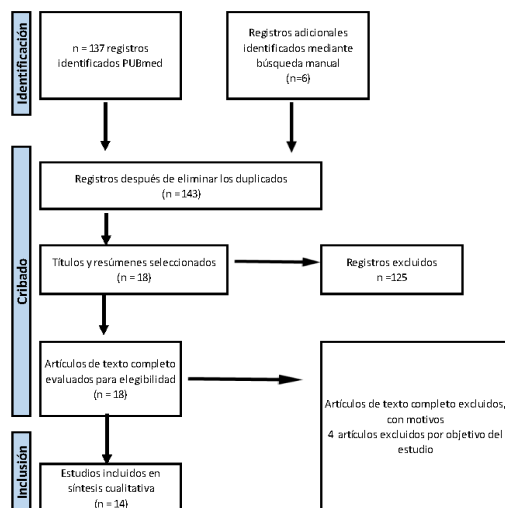 Identificación
n = 137 registros
identificados PUBmed
Registros adicionales
identificados mediante
búsqueda manual
(n=6)
Cribado
Registros después de eliminar los duplicados
(n = 143)
Títulos y resúmenes seleccionados
(n = 18)
Registros excluidos
n =125
Artículos de texto completo
evaluados para elegibilidad
(n = 18)
Artículos de texto completo excluidos,
con motivos
4 artículos excluidos por objetivo del
estudio
Inclusión
Estudios incluidos en
síntesis cualitativa
(n = 14)